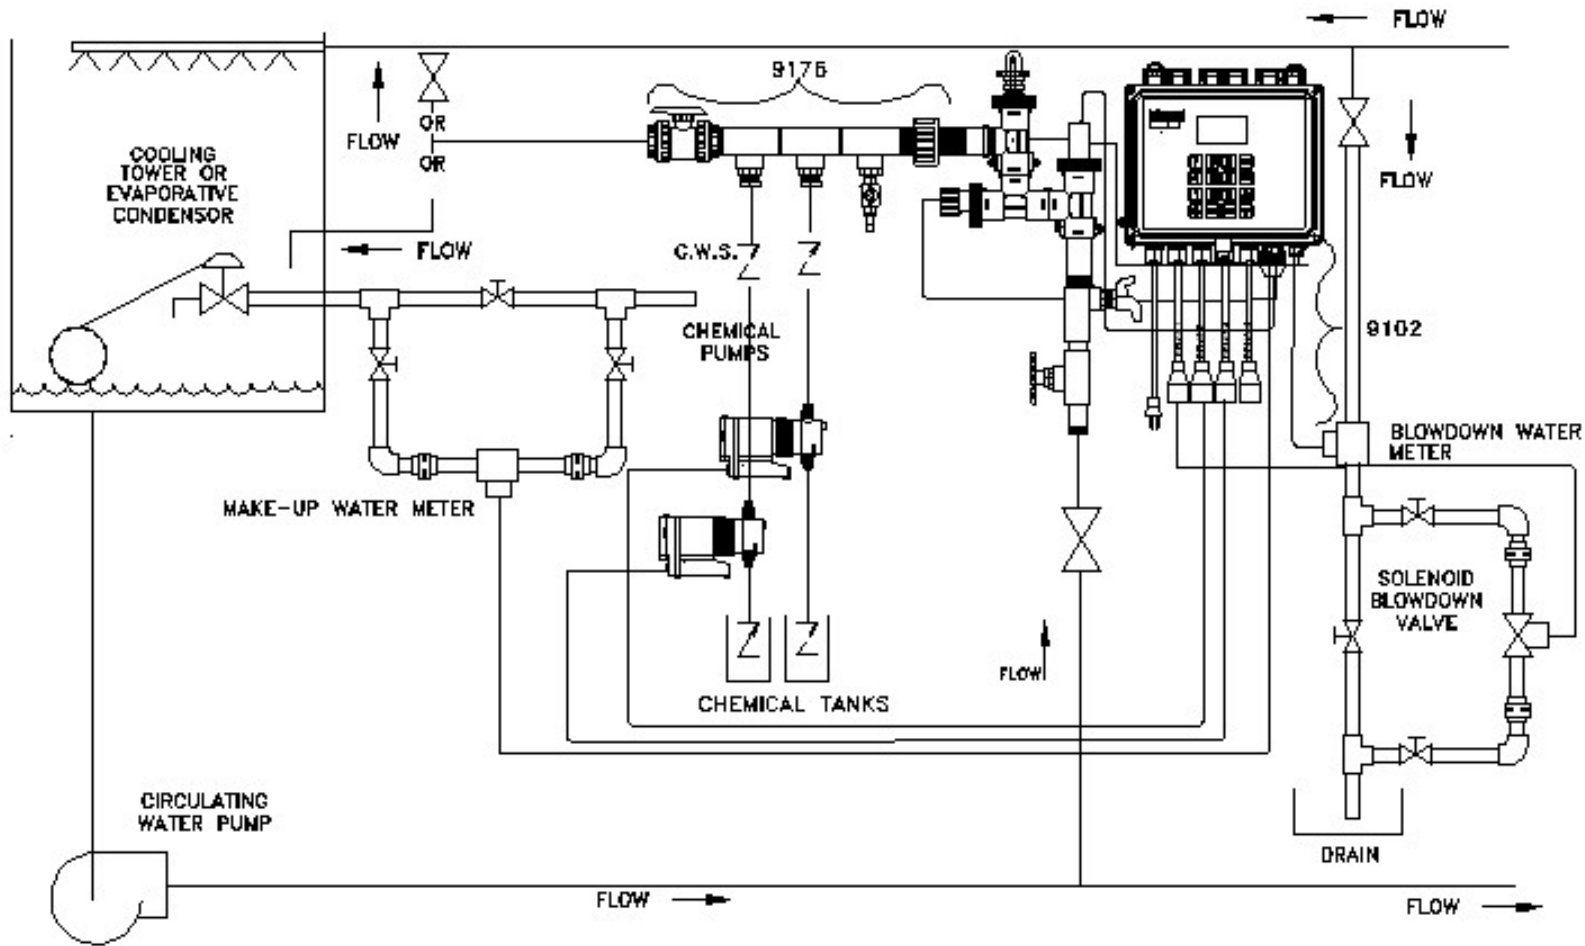 FLOW
9176
FLOW
OR
OR
FLOW
COOLING
TOWER OR
EVAPORATIVE
CONDENSOR
FLOW
C.W.S.
CHEMICAL
PUMPS
9102
BLOWDOWN WATER
METER
MAKE-UP WATER METER
SOLENOID
BLOWDOWN
VALVE
FLOW
CHEMICAL TANKS
CIRCULATING
WATER PUMP
DRAIN
FLOW
FLOW